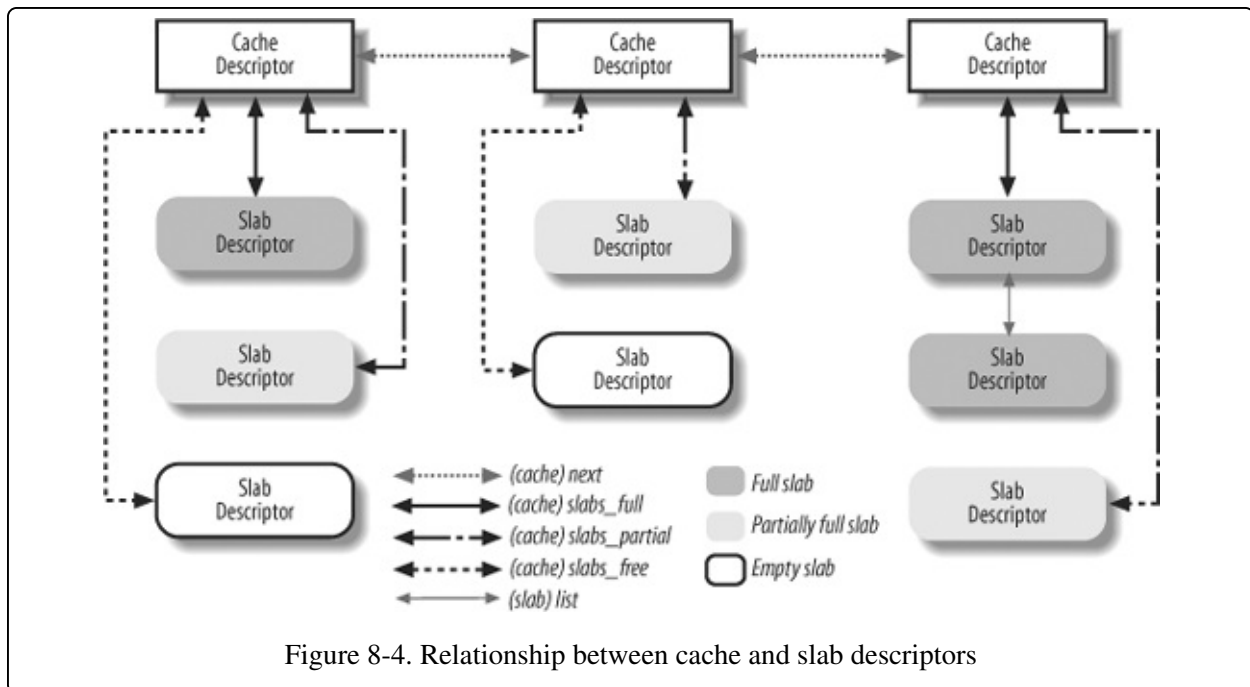 Cache
Descriptor
Cache
Descriptor
Cache
Descriptor
Slab
Descriptor
Slab
Descriptor
Slab
Descriptor
Slab
Descriptor
Slab
Descriptor
Slab
Descriptor
Slab
Descriptor
Slab
Descriptor
(cache) next
(cache) slabs_full
(cache) slabs_partial
(cache) slabs_free
(slab) list
Full slab
Partially full slab
Empty slab
Figure 8-4. Relationship between cache and slab descriptors